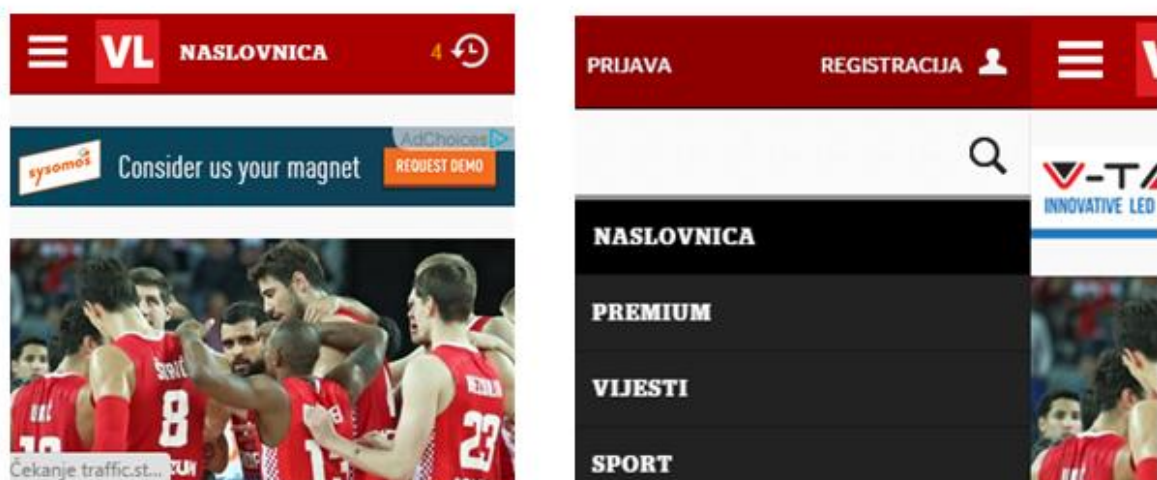 VL NASLOVNICA 4
AdChoices
sysomos Consider us your magnet REQUEST DEMO
ŠARIĆ
8
23
Čekanje traffic.st...
PRIJAVA REGISTRACIJA
INNOVATIVE LED
NASLOVNICA
PREMIUM
VIJESTI
SPORT